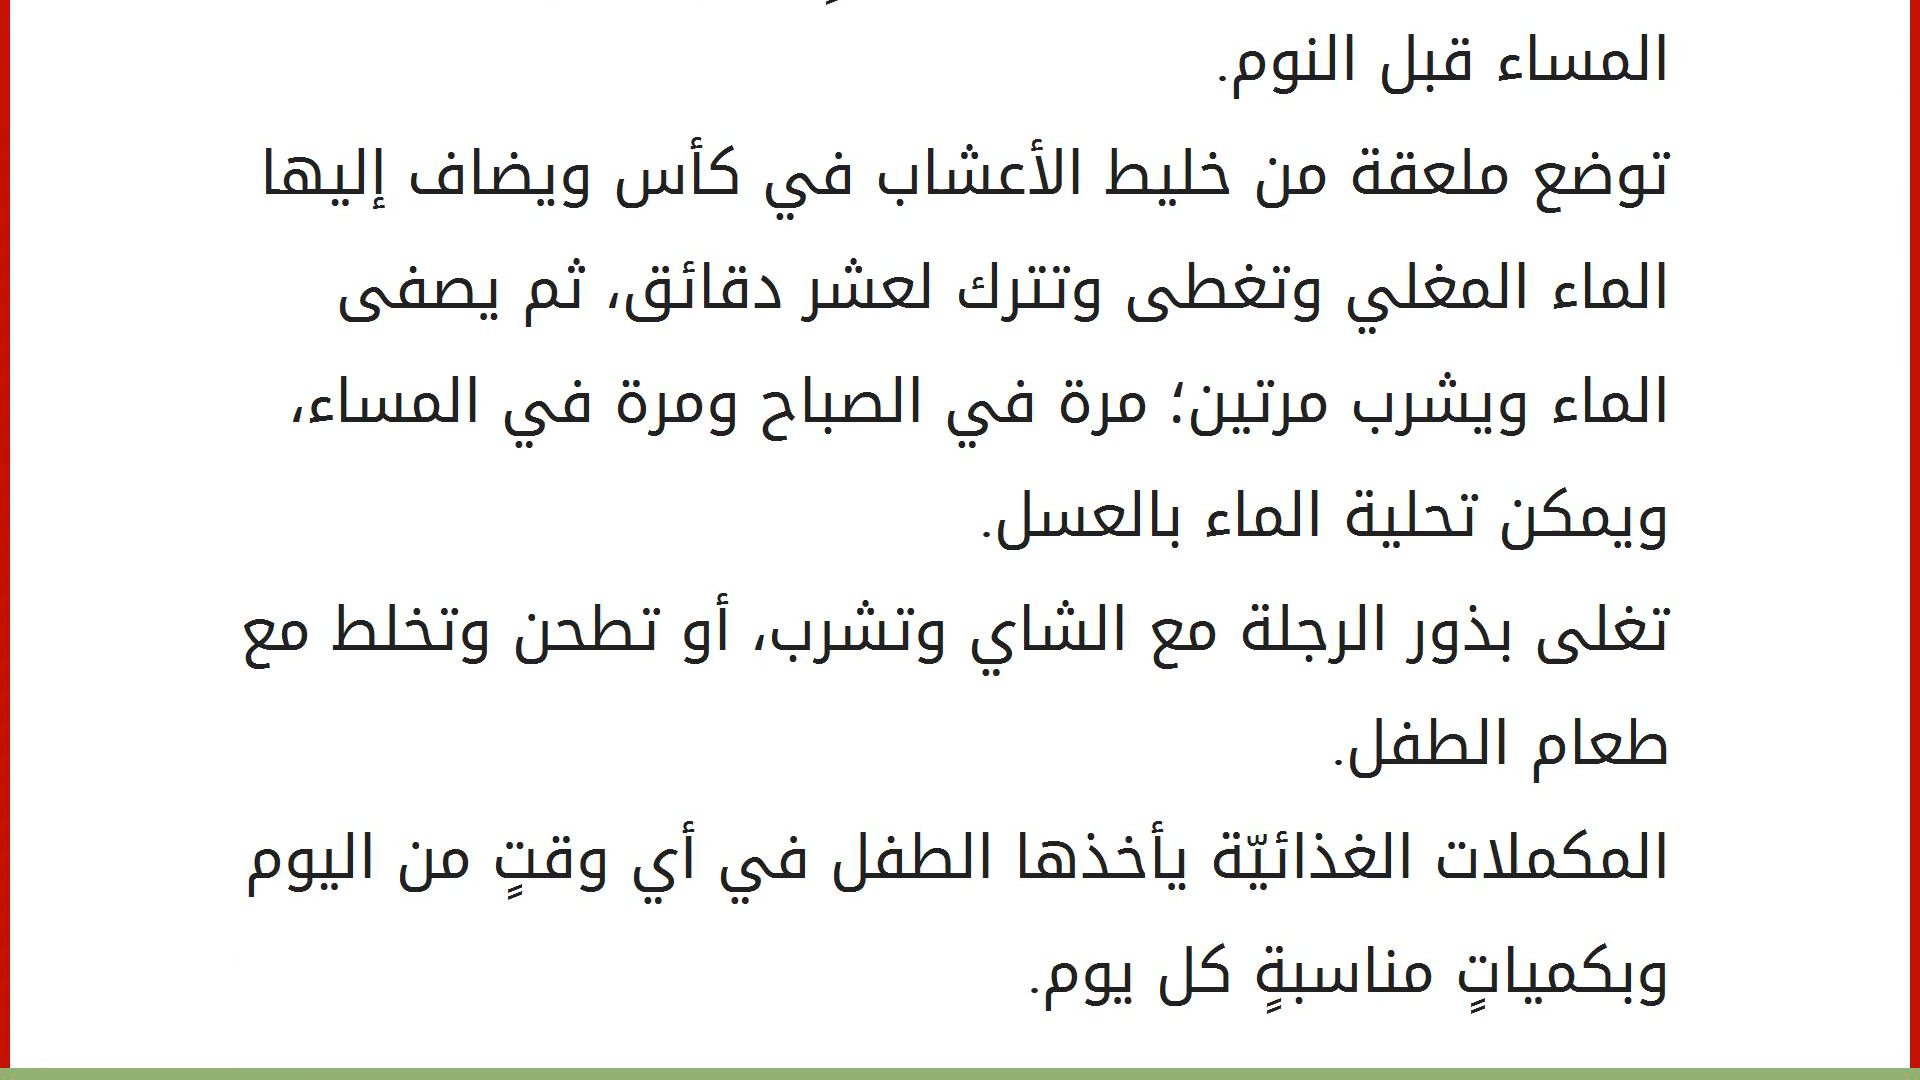 المساء قبل النوم.
توضع ملعقة من خليط الأعشاب في كأس ويضاف إليها
الماء المغلي وتغطى وتترك لعشر دقائق، ثم يصفى
الماء ويشرب مرتين؛ مرة في الصباح ومرة في المساء،
ويمكن تحلية الماء بالعسل.
تغلى بذور الرجلة مع الشاي وتشرب، أو تطحن وتخلط مع
طعام الطفل.
المكملات الغذائيّة يأخذها الطفل في أي وقتٍ من اليوم
وبكمياتٍ مناسبةٍ كل يوم.